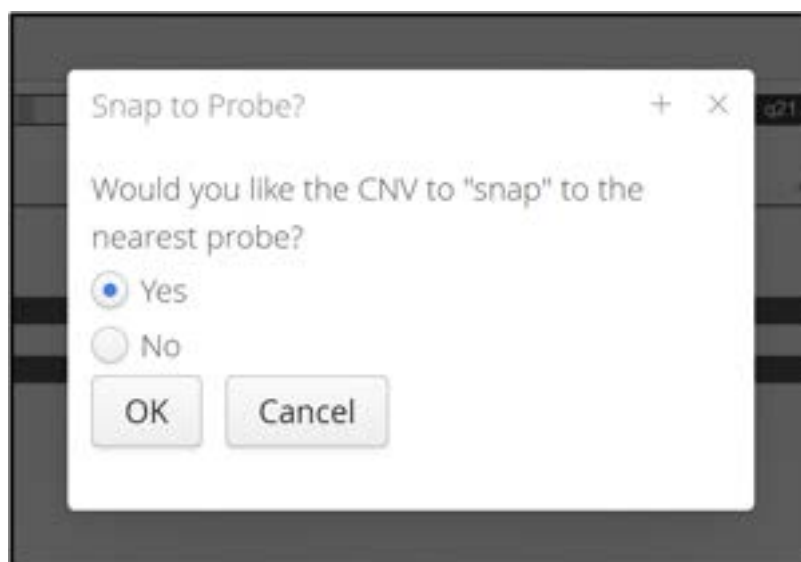 Snap to Probe?
q21
Would you like the CNV to "snap" to the
nearest probe?
Yes
No
OK Cancel